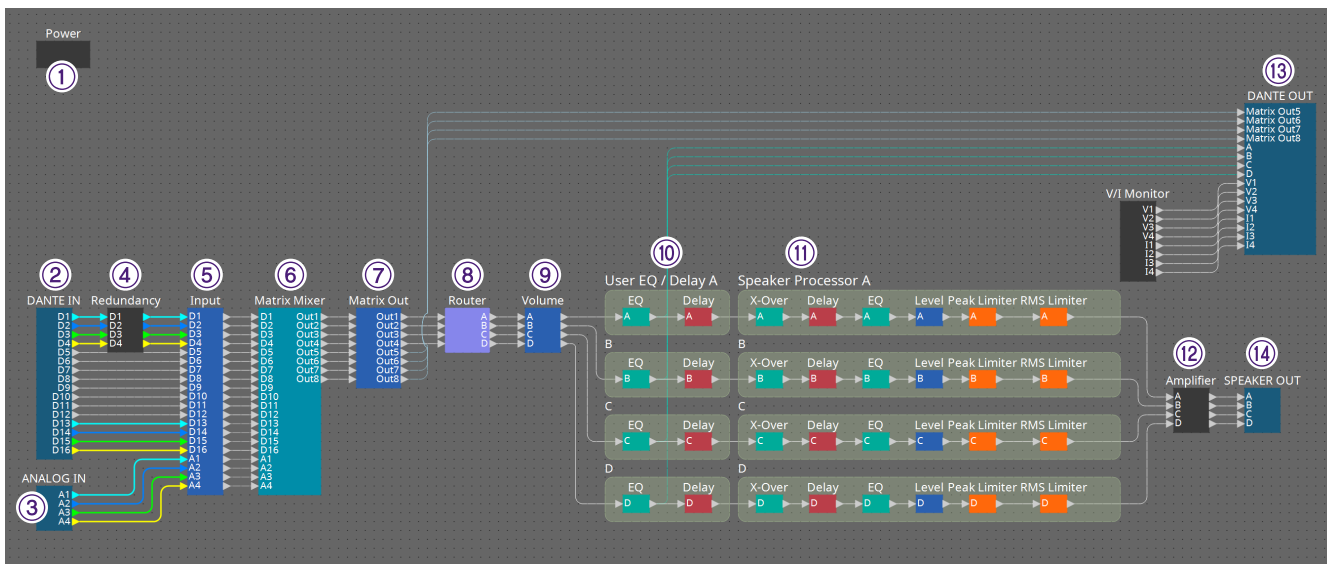 Power
①
⑬
DANTE OUT
Matrix Out5
Matrix Out6
Matrix Out7
Matrix Out8
A
B
C
D
V1
V2
V3
V4
I1
I2
I3
I4
V/I Monitor
V1
V2
V3
V4
I1
I2
I3
I4
②
DANTE IN
D1
D2
D3
D4
D5
D6
D7
D8
D9
D10
D11
D12
D13
D14
D15
D16
③
ANALOG IN
A1
A2
A3
A4
④
Redundancy
D1 D1
D2 D2
D3 D3
D4 D4
⑤
Input
D1
D2
D3
D4
D5
D6
D7
D8
D9
D10
D11
D12
D13
D14
D15
D16
A1
A2
A3
A4
⑥
Matrix Mixer
D1 Out1
D2 Out2
D3 Out3
D4 Out4
D5 Out5
D6 Out6
D7 Out7
D8 Out8
D9
D10
D11
D12
D13
D14
D15
D16
A1
A2
A3
A4
⑦
Matrix Out
Out1
Out2
Out3
Out4
Out5
Out6
Out7
Out8
⑧
Router
A
B
C
D
⑨
Volume
A
B
C
D
⑩
User EQ / Delay A
EQ Delay
A A
B
EQ Delay
B B
C
EQ Delay
C C
D
EQ Delay
D D
⑪
Speaker Processor A
X-Over Delay EQ Level Peak Limiter RMS Limiter
A A A A A A
B
X-Over Delay EQ Level Peak Limiter RMS Limiter
B B B B B B
C
X-Over Delay EQ Level Peak Limiter RMS Limiter
C C C C C C
D
X-Over Delay EQ Level Peak Limiter RMS Limiter
D D D D D D
⑫
Amplifier
A
B
C
D
⑭
SPEAKER OUT
A
B
C
D